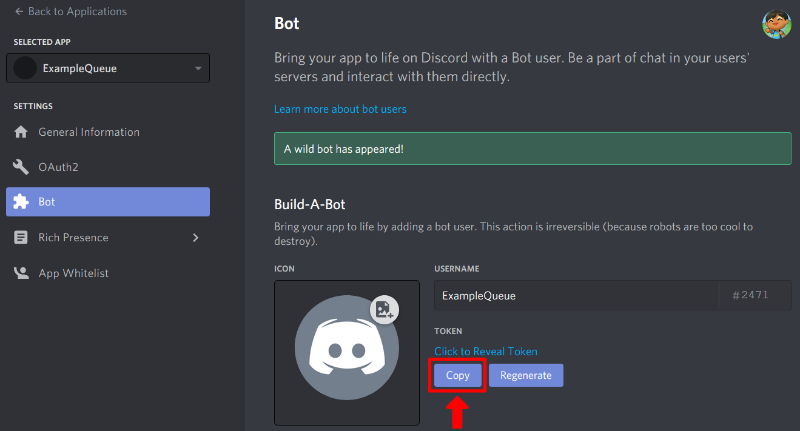 ← Back to Applications
SELECTED APP
ExampleQueue
SETTINGS
General Information
OAuth2
Bot
Rich Presence
App Whitelist
Bot
Bring your app to life on Discord with a Bot user. Be a part of chat in your users'
servers and interact with them directly.
Learn more about bot users
A wild bot has appeared!
Build-A-Bot
Bring your app to life by adding a bot user. This action is irreversible (because robots are too cool to
destroy).
ICON
USERNAME
ExampleQueue #2471
TOKEN
Click to Reveal Token
Copy Regenerate